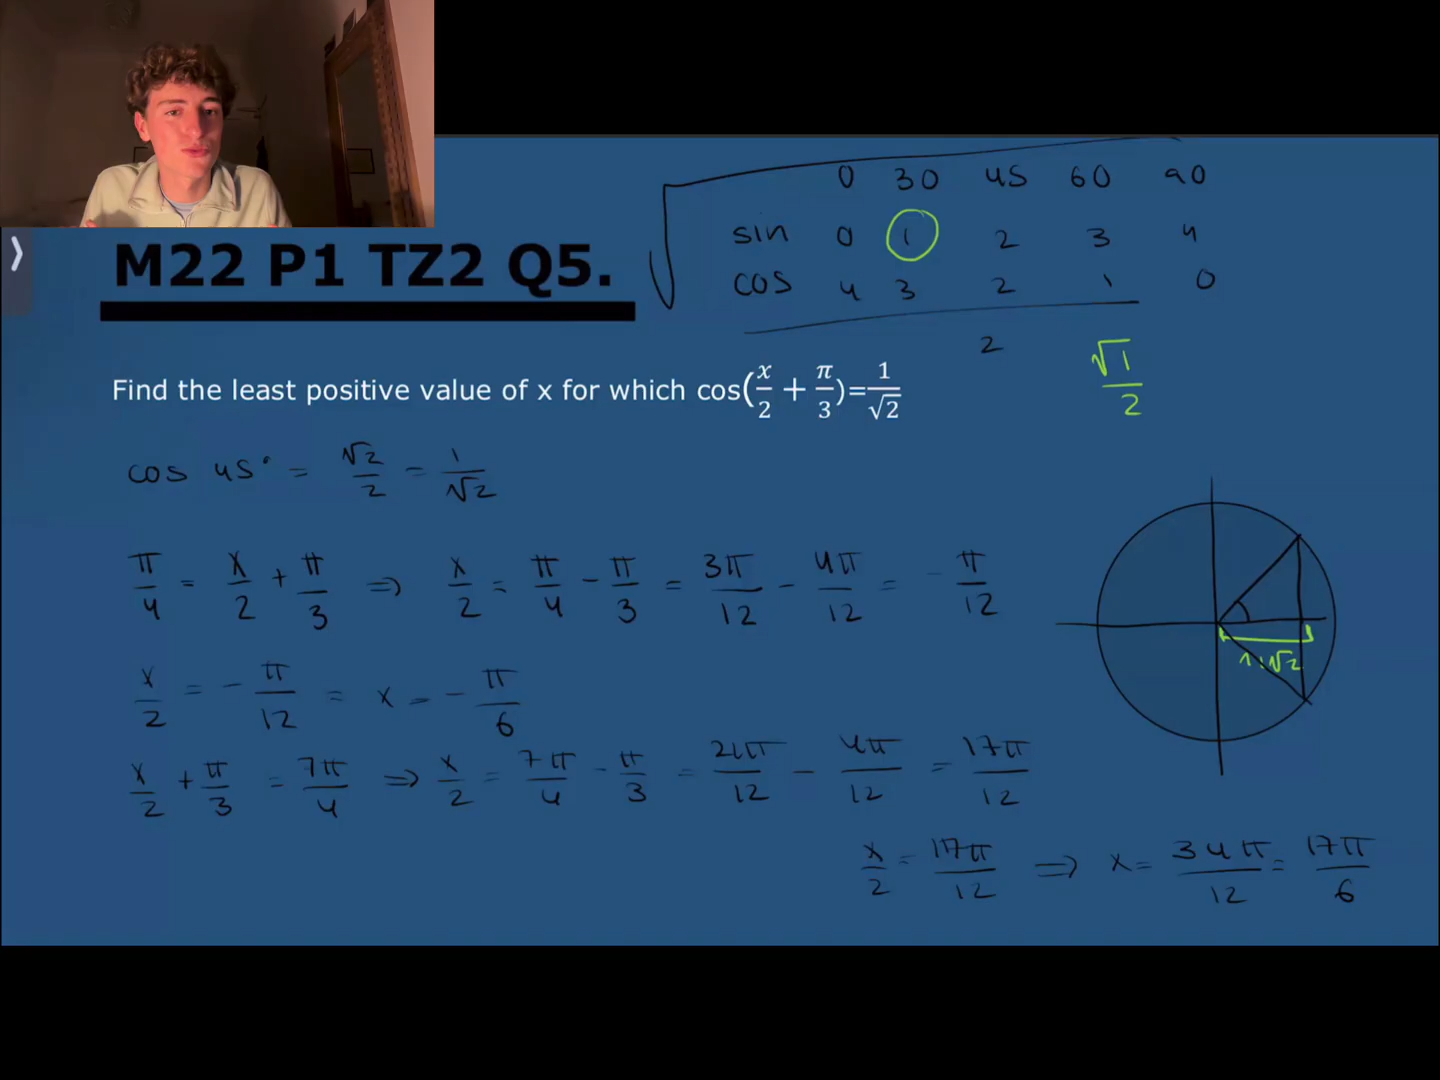 0 30 45 60 90
sin 0 1 2 3 4
cos 4 3 2 1 0
2
√1/2
M22 P1 TZ2 Q5.
Find the least positive value of x for which cos(x/2 + π/3)=1/√2
cos 45° = √2/2 = 1/√2
π/4 = x/2 + π/3 => x/2 = π/4 - π/3 = 3π/12 - 4π/12 = -π/12
1/√2
x/2 = -π/12 = x = -π/6
x/2 + π/3 = 7π/4 => x/2 = 7π/4 - π/3 = 21π/12 - 4π/12 = 17π/12
x/2 = 17π/12 => x = 34π/12 = 17π/6